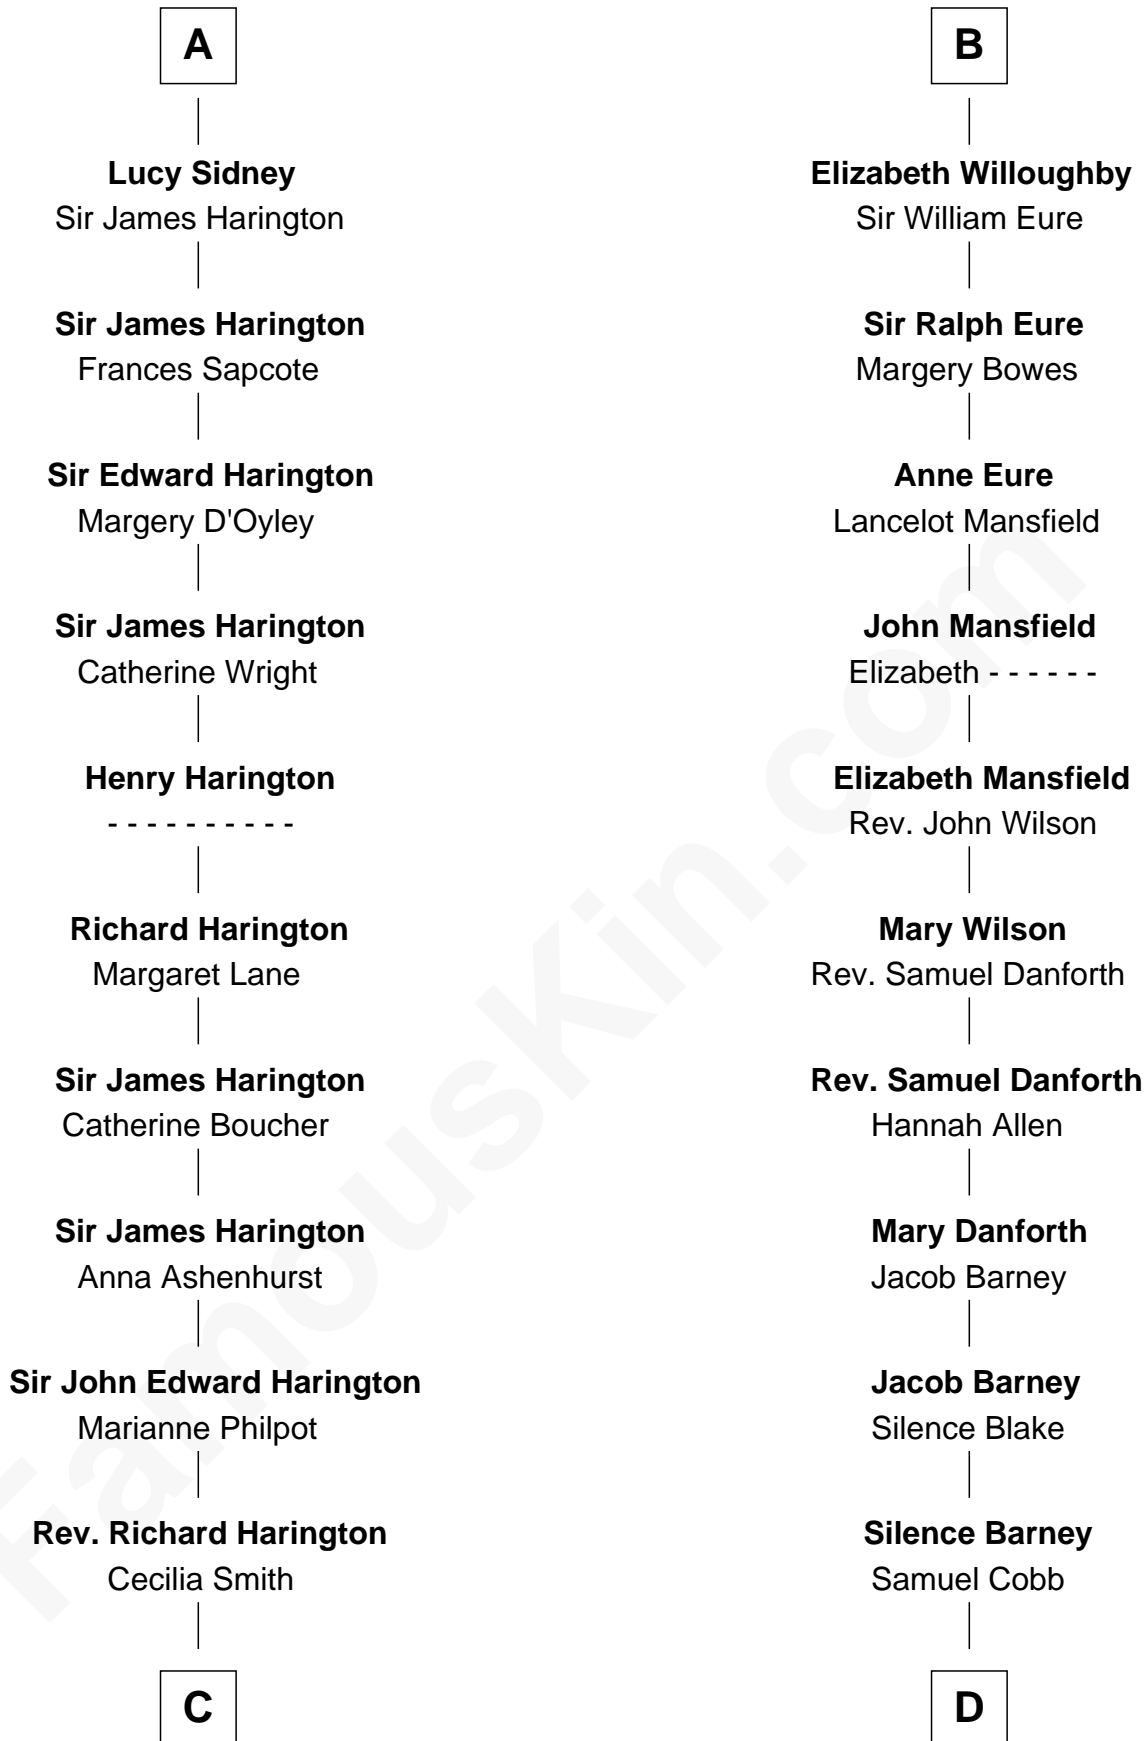 A
Lucy Sidney
Sir James Harington
Sir James Harington
Frances Sapcote
Sir Edward Harington
Margery D'Oyley
Sir James Harington
Catherine Wright
Henry Harington
- - - - - - - - - -
Richard Harington
Margaret Lane
Sir James Harington
Catherine Boucher
Sir James Harington
Anna Ashenhurst
Sir John Edward Harington
Marianne Philpot
Rev. Richard Harington
Cecilia Smith
C
B
Elizabeth Willoughby
Sir William Eure
Sir Ralph Eure
Margery Bowes
Anne Eure
Lancelot Mansfield
John Mansfield
Elizabeth - - - - - -
Elizabeth Mansfield
Rev. John Wilson
Mary Wilson
Rev. Samuel Danforth
Rev. Samuel Danforth
Hannah Allen
Mary Danforth
Jacob Barney
Jacob Barney
Silence Blake
Silence Barney
Samuel Cobb
D
FamousKin.com